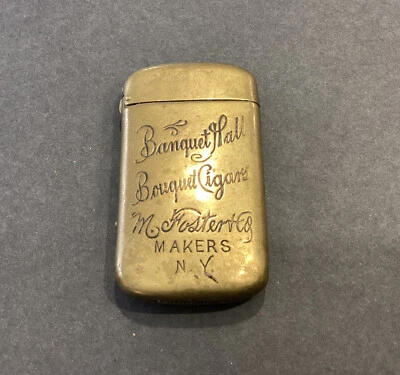 Banquet Hall
Bouquet Cigars
M. Foster & Co
MAKERS
N.Y.